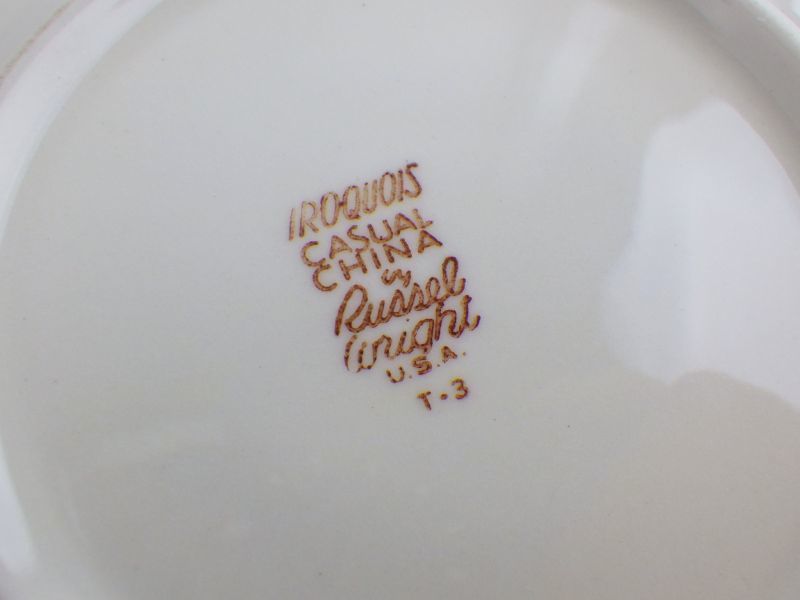 IROQUOIS
CASUAL
CHINA
by
Russel
Wright
U.S.A.
T-3